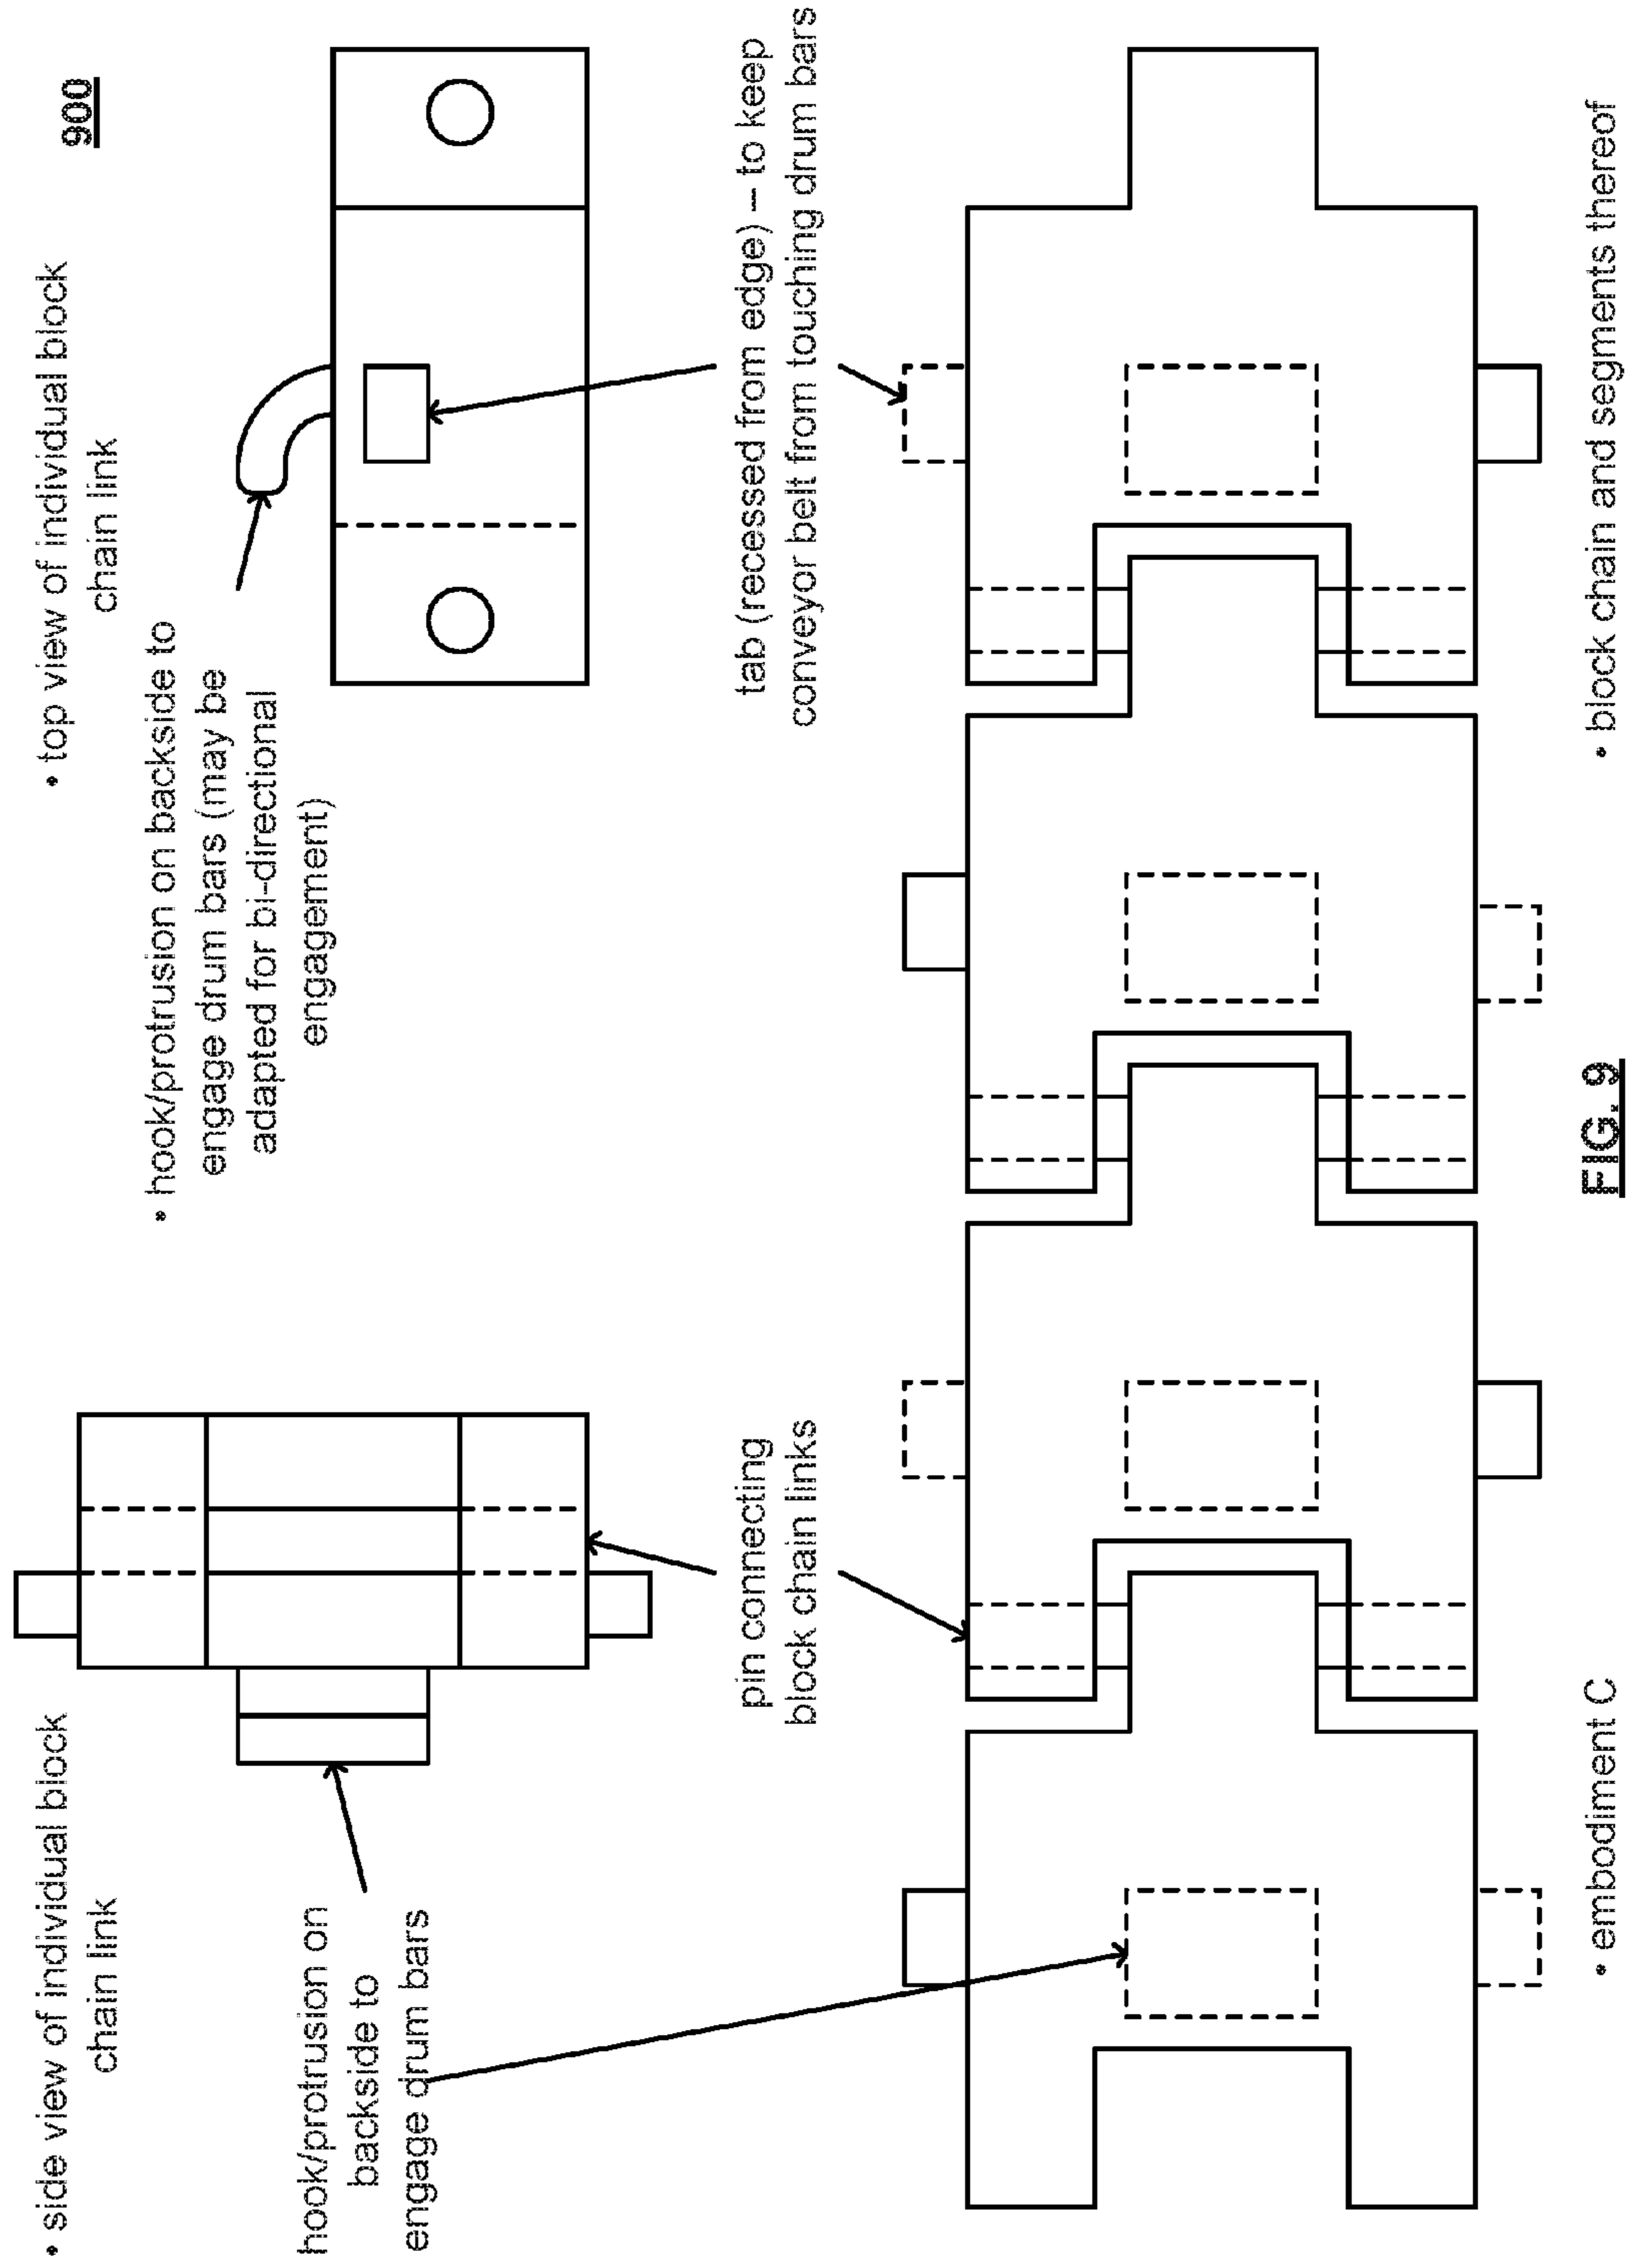 • side view of individual block
chain link
• top view of individual block
chain link
900
• hook/protrusion on backside to
engage drum bars (may be
adapted for bi-directional
engagement)
hook/protrusion on
backside to
engage drum bars
pin connecting
block chain links
tab (recessed from edge) – to keep
conveyor belt from touching drum bars
• embodiment C
FIG. 9
• block chain and segments thereof